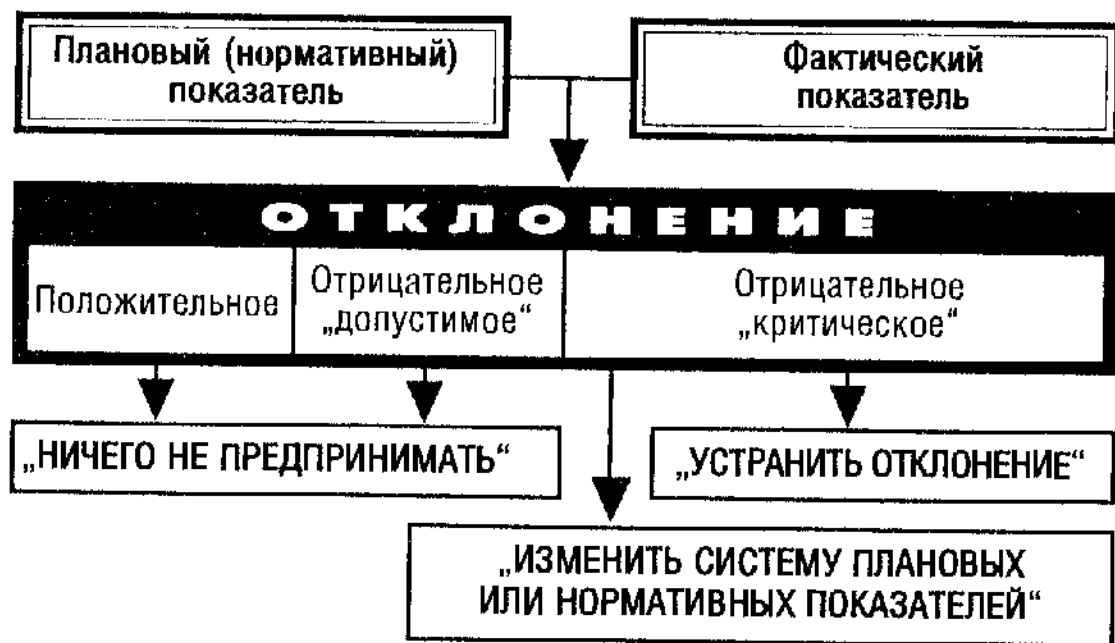 Плановый (нормативный)
показатель
Фактический
показатель
ОТКЛОНЕНИЕ
Положительное
Отрицательное
„допустимое“
Отрицательное
„критическое“
„НИЧЕГО НЕ ПРЕДПРИНИМАТЬ“
„УСТРАНИТЬ ОТКЛОНЕНИЕ“
„ИЗМЕНИТЬ СИСТЕМУ ПЛАНОВЫХ
ИЛИ НОРМАТИВНЫХ ПОКАЗАТЕЛЕЙ“